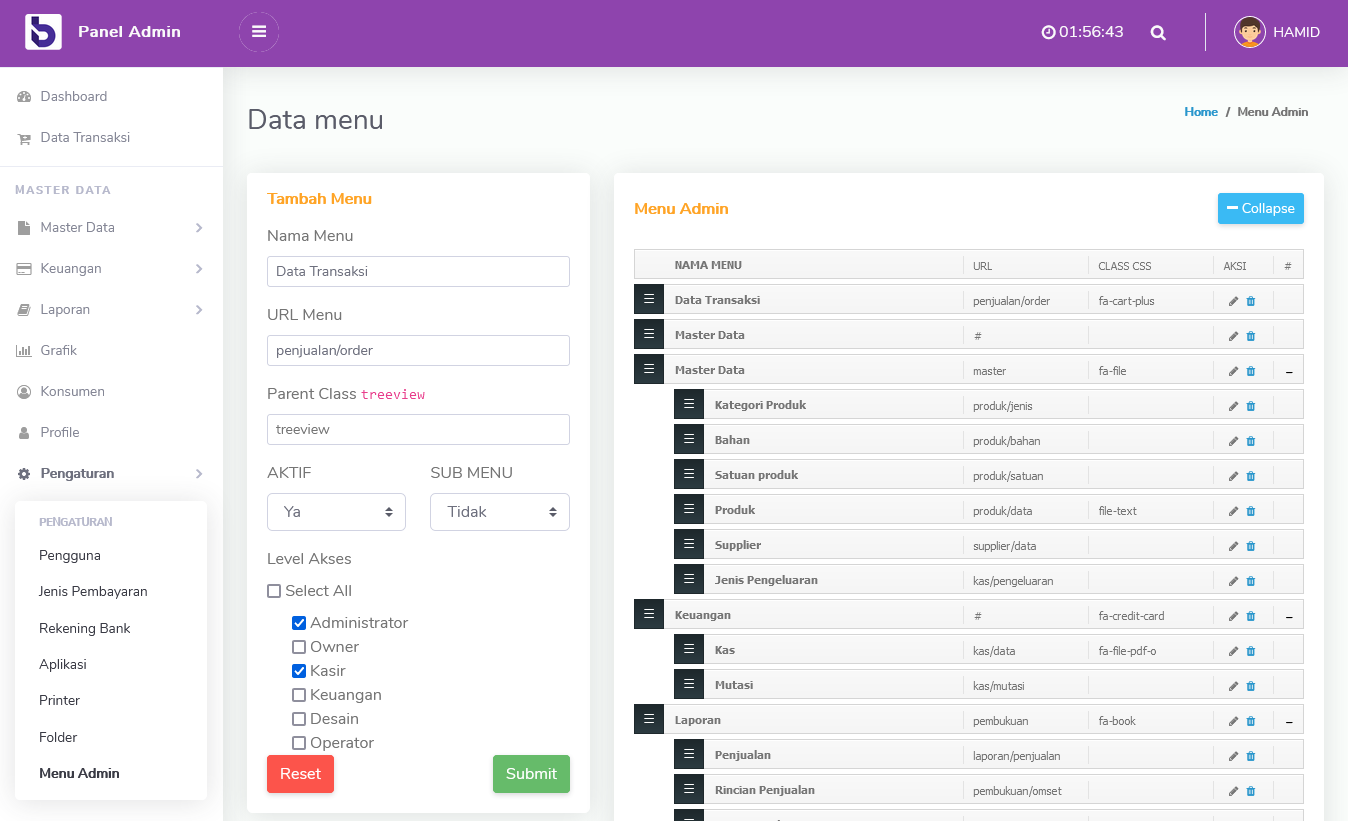 Panel Admin
01:56:43
HAMID
Dashboard
Data Transaksi
MASTER DATA
Master Data
Keuangan
Laporan
Grafik
Konsumen
Profile
Pengaturan
PENGATURAN
Pengguna
Jenis Pembayaran
Rekening Bank
Aplikasi
Printer
Folder
Menu Admin
Data menu
Home / Menu Admin
Tambah Menu
Nama Menu
Data Transaksi
URL Menu
penjualan/order
Parent Class treeview
treeview
AKTIF SUB MENU
Ya Tidak
Level Akses
Select All
Administrator
Owner
Kasir
Keuangan
Desain
Operator
Reset Submit
Menu Admin
Collapse
NAMA MENU URL CLASS CSS AKSI #
Data Transaksi penjualan/order fa-cart-plus
Master Data #
Master Data master fa-file
Kategori Produk produk/jenis
Bahan produk/bahan
Satuan produk produk/satuan
Produk produk/data file-text
Supplier supplier/data
Jenis Pengeluaran kas/pengeluaran
Keuangan # fa-credit-card
Kas kas/data fa-file-pdf-o
Mutasi kas/mutasi
Laporan pembukuan fa-book
Penjualan laporan/penjualan
Rincian Penjualan pembukuan/omset